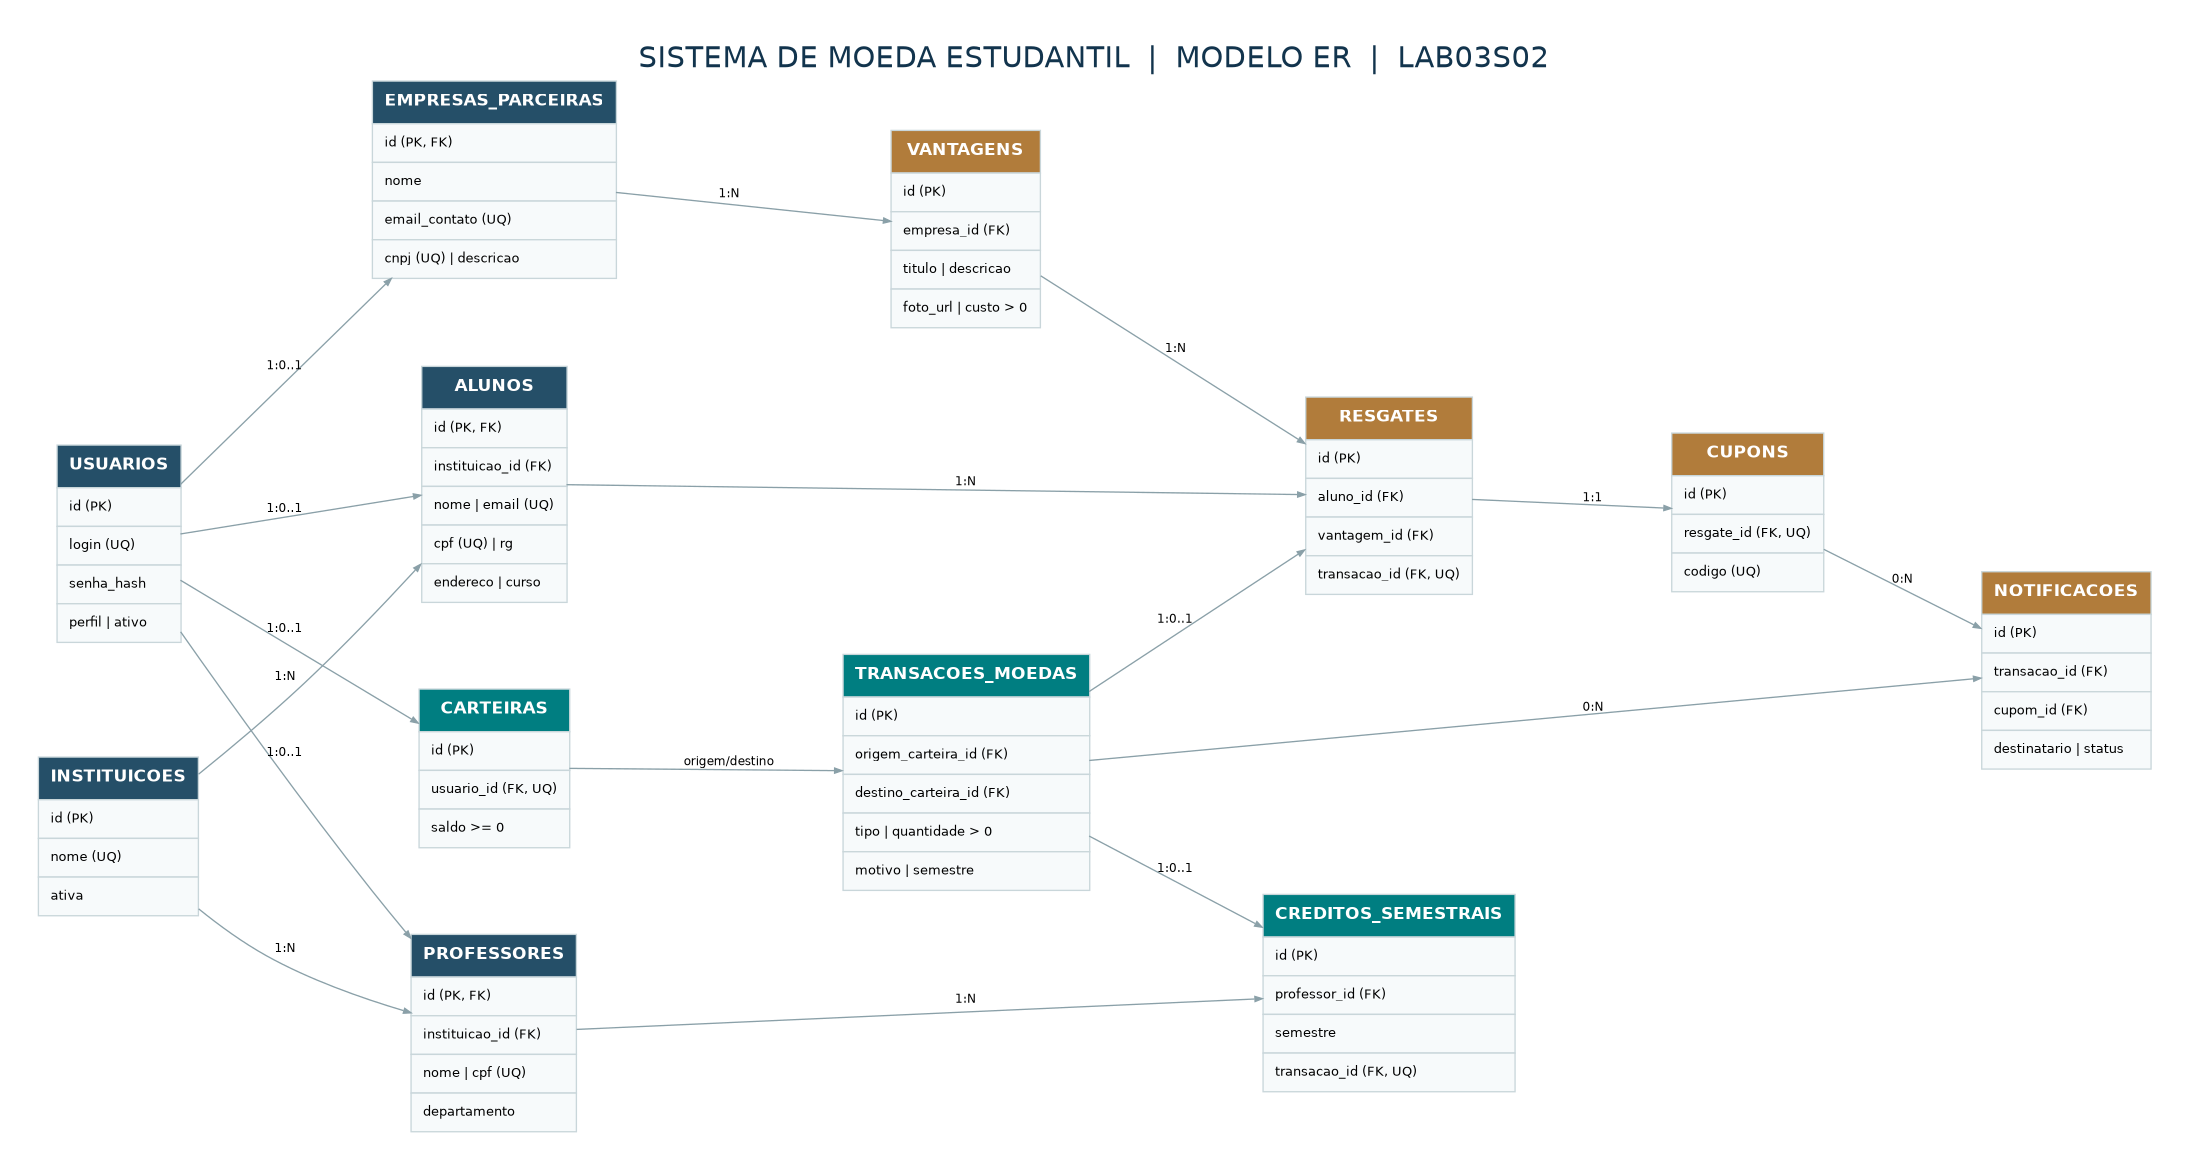 SISTEMA DE MOEDA ESTUDANTIL | MODELO ER | LAB03S02
EMPRESAS_PARCEIRAS
id (PK, FK)
nome
email_contato (UQ)
cnpj (UQ) | descricao
VANTAGENS
id (PK)
empresa_id (FK)
titulo | descricao
foto_url | custo > 0
1:N
1:0..1
1:N
ALUNOS
id (PK, FK)
instituicao_id (FK)
nome | email (UQ)
cpf (UQ) | rg
endereco | curso
USUARIOS
id (PK)
login (UQ)
senha_hash
perfil | ativo
1:0..1
1:N
RESGATES
id (PK)
aluno_id (FK)
vantagem_id (FK)
transacao_id (FK, UQ)
1:1
CUPONS
id (PK)
resgate_id (FK, UQ)
codigo (UQ)
0:N
NOTIFICACOES
id (PK)
transacao_id (FK)
cupom_id (FK)
destinatario | status
1:0..1
1:N
1:0..1
CARTEIRAS
id (PK)
usuario_id (FK, UQ)
saldo >= 0
origem/destino
TRANSACOES_MOEDAS
id (PK)
origem_carteira_id (FK)
destino_carteira_id (FK)
tipo | quantidade > 0
motivo | semestre
1:0..1
0:N
1:0..1
INSTITUICOES
id (PK)
nome (UQ)
ativa
1:N
PROFESSORES
id (PK, FK)
instituicao_id (FK)
nome | cpf (UQ)
departamento
1:N
CREDITOS_SEMESTRAIS
id (PK)
professor_id (FK)
semestre
transacao_id (FK, UQ)